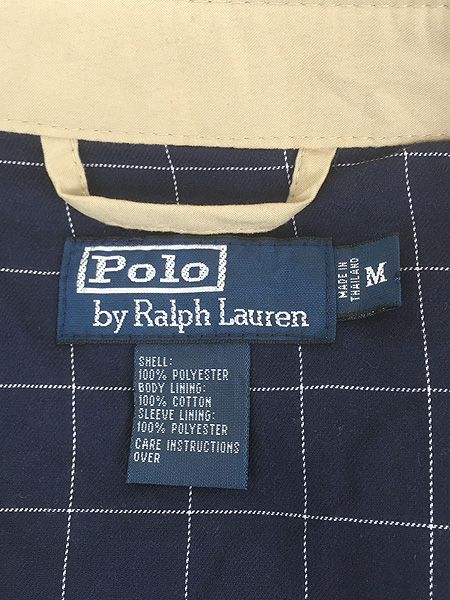 Polo
by Ralph Lauren
MADE IN
THAILAND
M
SHELL:
100% POLYESTER
BODY LINING:
100% COTTON
SLEEVE LINING:
100% POLYESTER
CARE INSTRUCTIONS
OVER